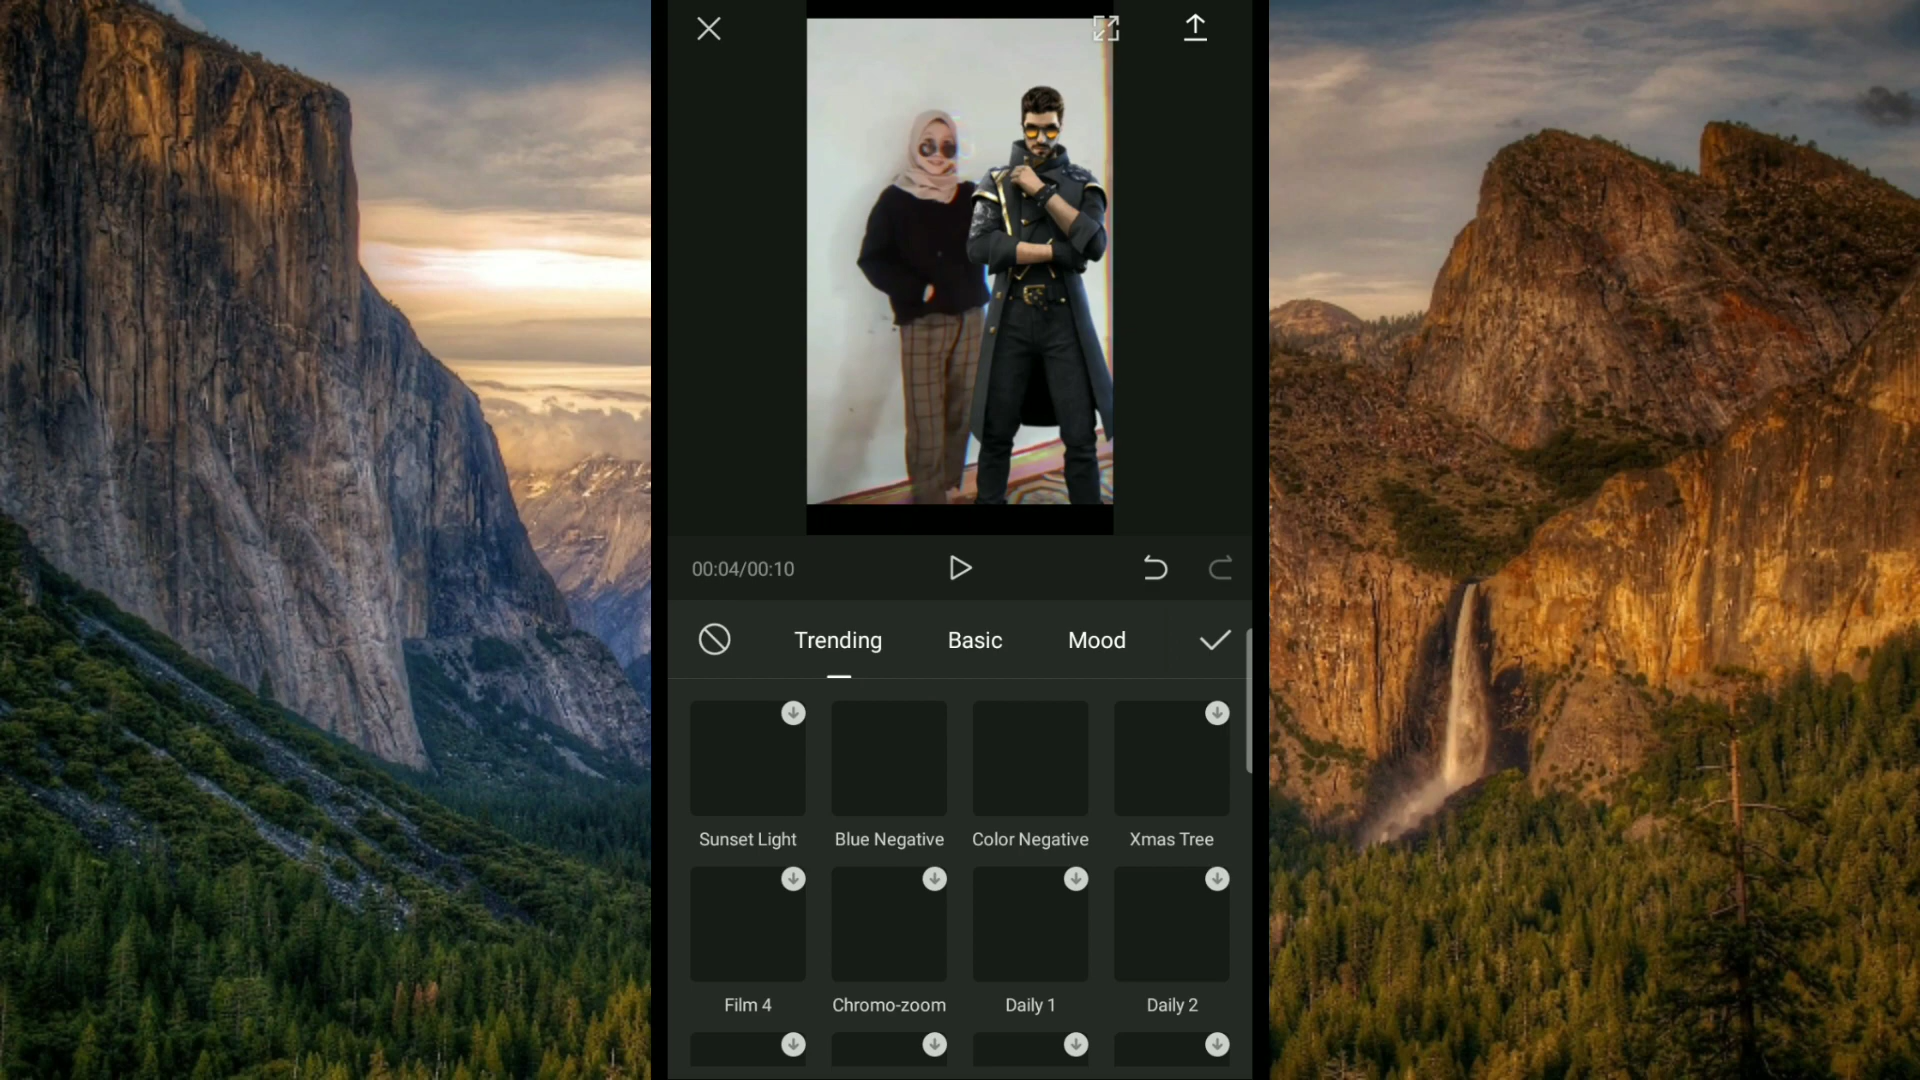 00:04/00:10
Trending Basic Mood
Sunset Light Blue Negative Color Negative Xmas Tree
Film 4 Chromo-zoom Daily 1 Daily 2